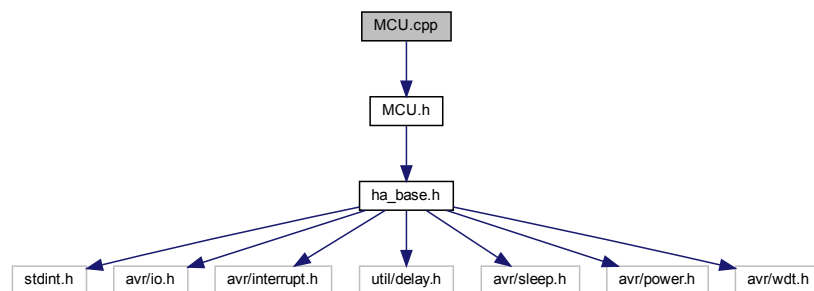 MCU.cpp
MCU.h
ha_base.h
stdint.h
avr/io.h
avr/interrupt.h
util/delay.h
avr/sleep.h
avr/power.h
avr/wdt.h